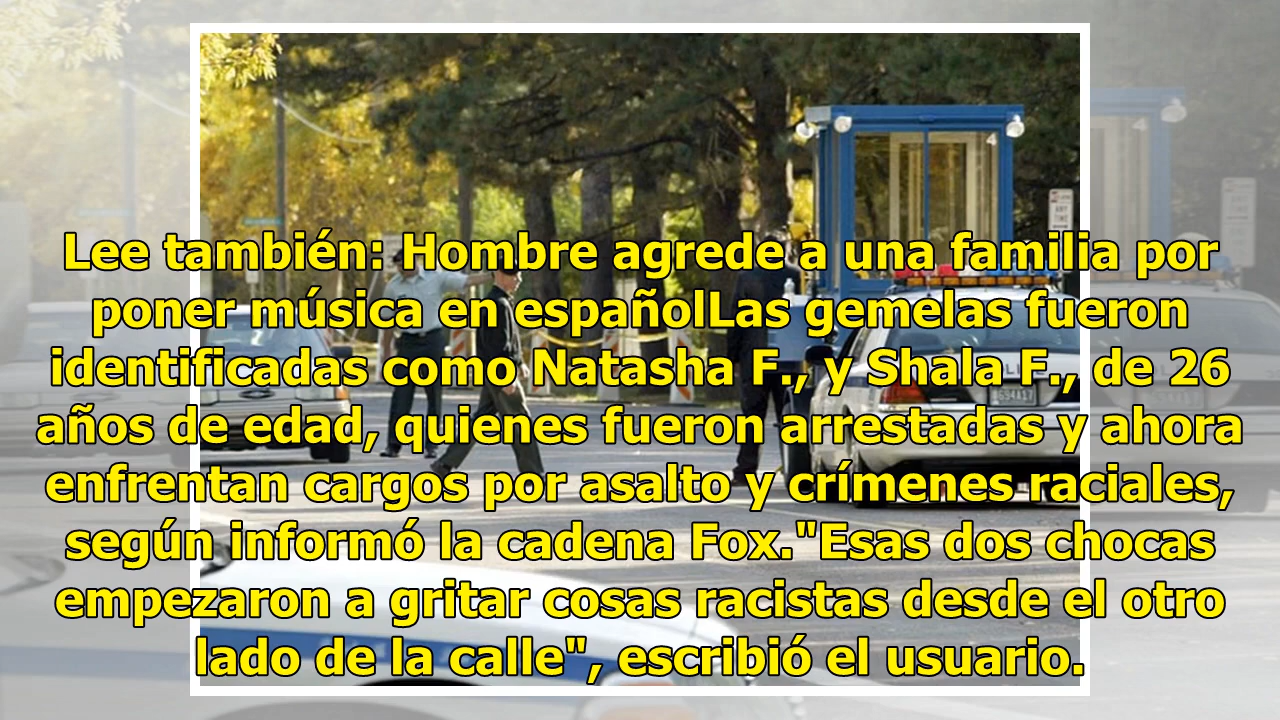 Lee también: Hombre agrede a una familia por
poner música en españolLas gemelas fueron
identificadas como Natasha F., y Shala F., de 26
años de edad, quienes fueron arrestadas y ahora
enfrentan cargos por asalto y crímenes raciales,
según informó la cadena Fox."Esas dos chocas
empezaron a gritar cosas racistas desde el otro
lado de la calle", escribió el usuario.